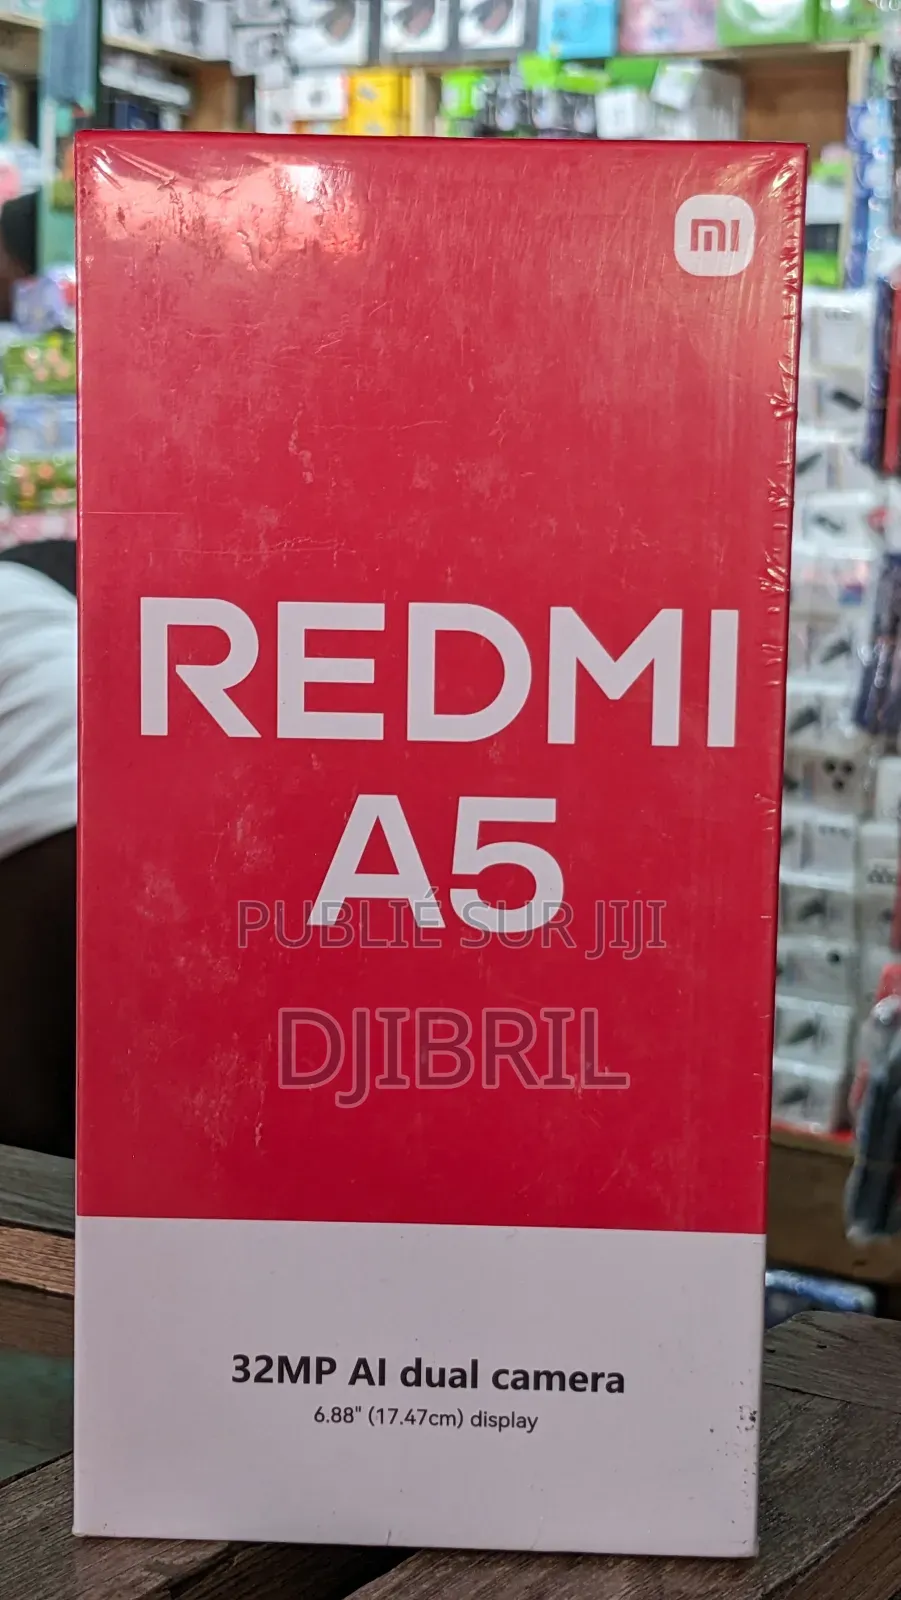 mi
REDMI
A5
PUBLIÉ SUR JIJI
DJIBRIL
32MP AI dual camera
6.88" (17.47cm) display